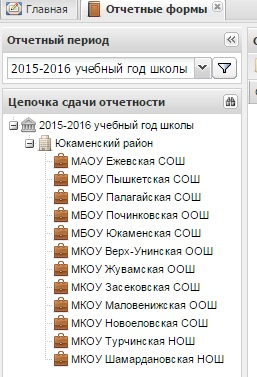 Главная
Отчетные формы
Отчетный период
2015-2016 учебный год школы
Цепочка сдачи отчетности
2015-2016 учебный год школы
Юкаменский район
МАОУ Ежевская СОШ
МБОУ Пышкетская СОШ
МБОУ Палагайская СОШ
МБОУ Починковская ООШ
МБОУ Юкаменская СОШ
МКОУ Верх-Унинская ООШ
МКОУ Жувамская ООШ
МКОУ Засековская СОШ
МКОУ Маловенижская ООШ
МКОУ Новоеловская СОШ
МКОУ Турчинская НОШ
МКОУ Шамардановская НОШ